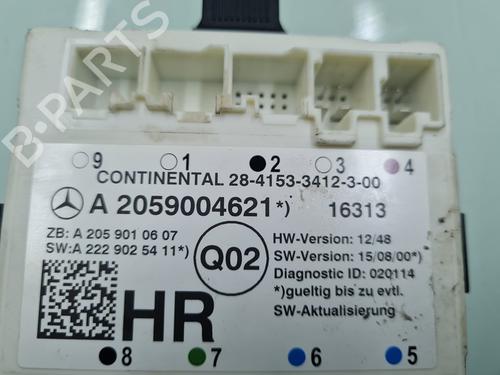 B-PARTS
9 1 2 3 4
CONTINENTAL 28-4153-3412-3-00
A 2059004621*) 16313
ZB: A 205 901 06 07
SW:A 222 902 54 11*)
Q02
HW-Version: 12/48
SW-Version: 15/08/00*)
Diagnostic ID: 020114
*)gueltig bis zu evtl.
SW-Aktualisierung
HR
8 7 6 5